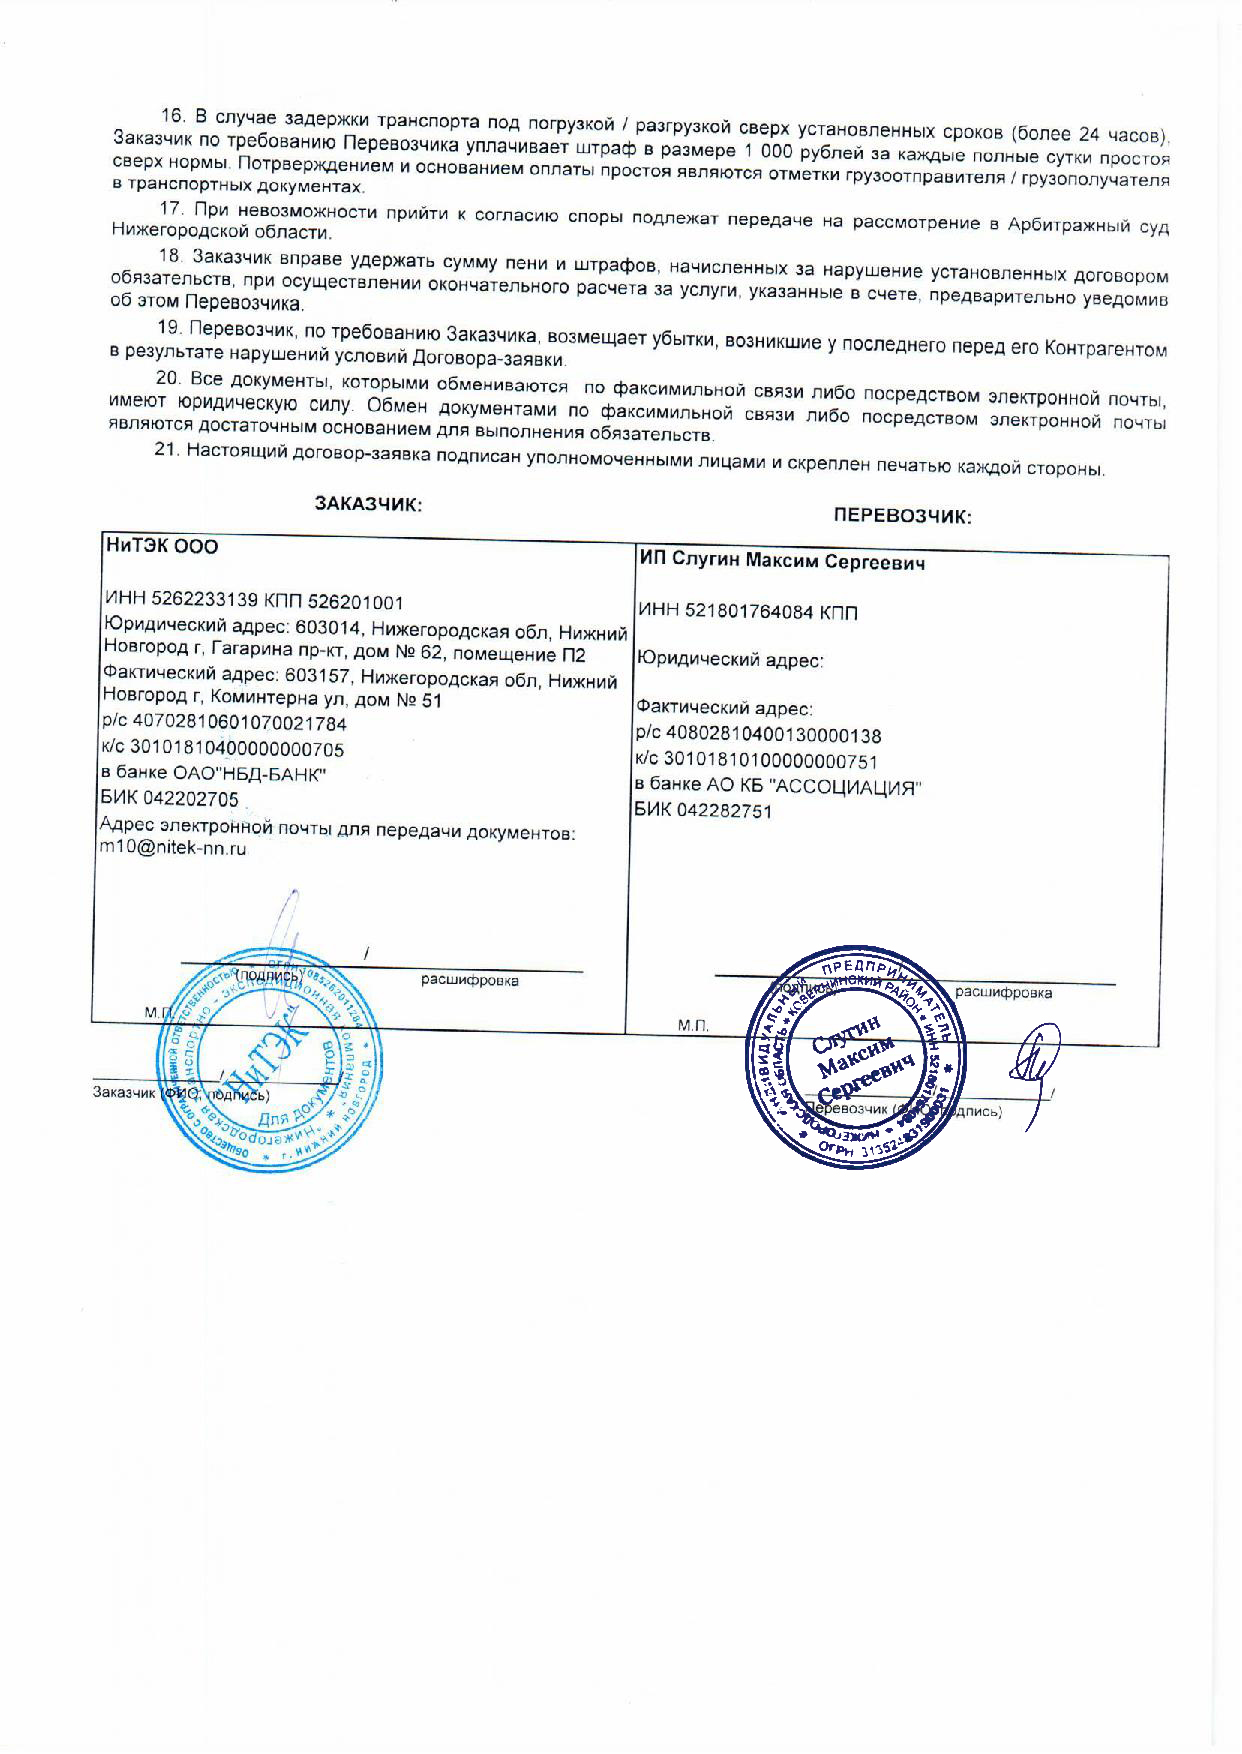 16. В случае задержки транспорта под погрузкой / разгрузкой сверх установленных сроков (более 24 часов),
Заказчик по требованию Перевозчика уплачивает штраф в размере 1 000 рублей за каждые полные сутки простоя
сверх нормы. Потрверждением и основанием оплаты простоя являются отметки грузоотправителя / грузополучателя
в транспортных документах.
17. При невозможности прийти к согласию споры подлежат передаче на рассмотрение в Арбитражный суд
Нижегородской области.
18. Заказчик вправе удержать сумму пени и штрафов, начисленных за нарушение установленных договором
обязательств, при осуществлении окончательного расчета за услуги, указанные в счете, предварительно уведомив
об этом Перевозчика.
19. Перевозчик, по требованию Заказчика, возмещает убытки, возникшие у последнего перед его Контрагентом
в результате нарушений условий Договора-заявки.
20. Все документы, которыми обмениваются по факсимильной связи либо посредством электронной почты,
имеют юридическую силу. Обмен документами по факсимильной связи либо посредством электронной почты
являются достаточным основанием для выполнения обязательств.
21. Настоящий договор-заявка подписан уполномоченными лицами и скреплен печатью каждой стороны.
ЗАКАЗЧИК:
НиТЭК ООО
ИНН 5262233139 КПП 526201001
Юридический адрес: 603014, Нижегородская обл, Нижний
Новгород г, Гагарина пр-кт, дом № 62, помещение П2
Фактический адрес: 603157, Нижегородская обл, Нижний
Новгород г, Коминтерна ул, дом № 51
р/с 40702810601070021784
к/с 30101810400000000705
в банке ОАО"НБД-БАНК"
БИК 042202705
Адрес электронной почты для передачи документов:
m10@nitek-nn.ru
/
(подпись) расшифровка
М.П.
/
Заказчик (ФИО, подпись)
ОБЩЕСТВО С ОГРАНИЧЕННОЙ ОТВЕТСТВЕННОСТЬЮ * ОГРН 1085262011284 * г. НИЖНИЙ НОВГОРОД *
"Нижегородская транспортно - экспедиционная компания"
"НиТЭК"
Для документов
ПЕРЕВОЗЧИК:
ИП Слугин Максим Сергеевич
ИНН 521801764084 КПП
Юридический адрес:
Фактический адрес:
р/с 40802810400130000138
к/с 30101810100000000751
в банке АО КБ "АССОЦИАЦИЯ"
БИК 042282751
(подпись) расшифровка
М.П.
/
Перевозчик (ФИО, подпись)
ИНДИВИДУАЛЬНЫЙ ПРЕДПРИНИМАТЕЛЬ
НИЖЕГОРОДСКАЯ ОБЛАСТЬ * КОВЕРНИНСКИЙ РАЙОН * ИНН 521801764084
ОГРН
Слугин
Максим
Сергеевич